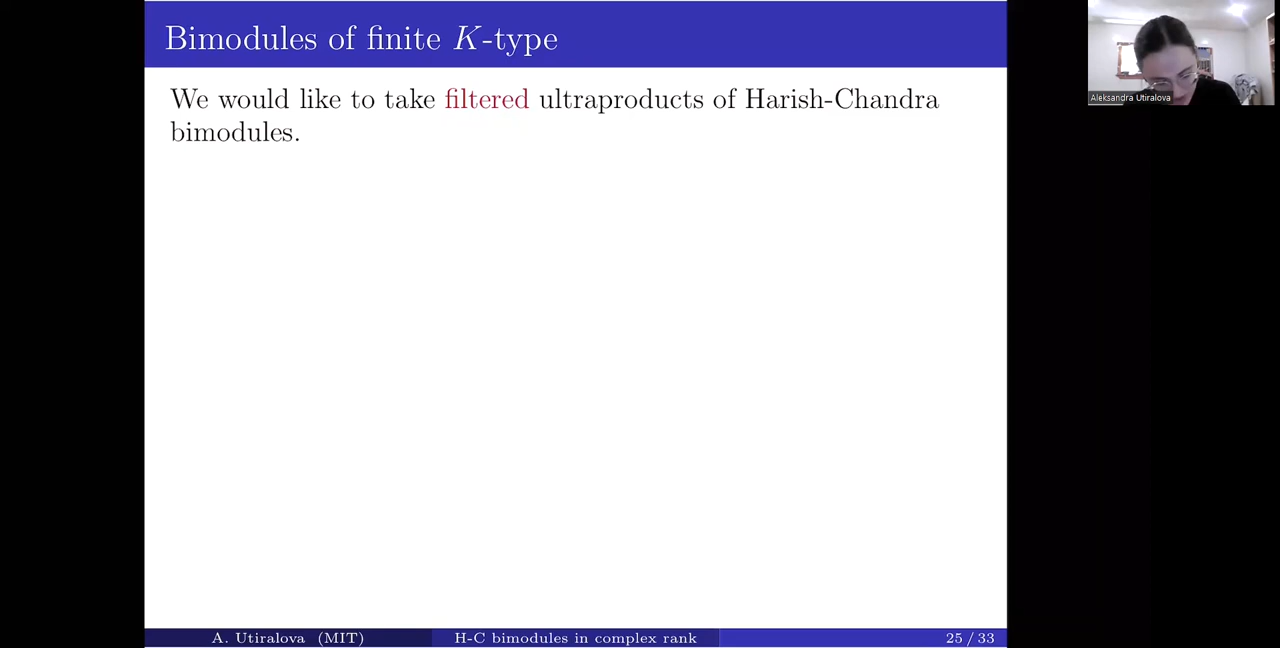 Bimodules of finite K-type
Aleksandra Utiralova
We would like to take filtered ultraproducts of Harish-Chandra
bimodules.
A. Utiralova (MIT)
H-C bimodules in complex rank
25 / 33